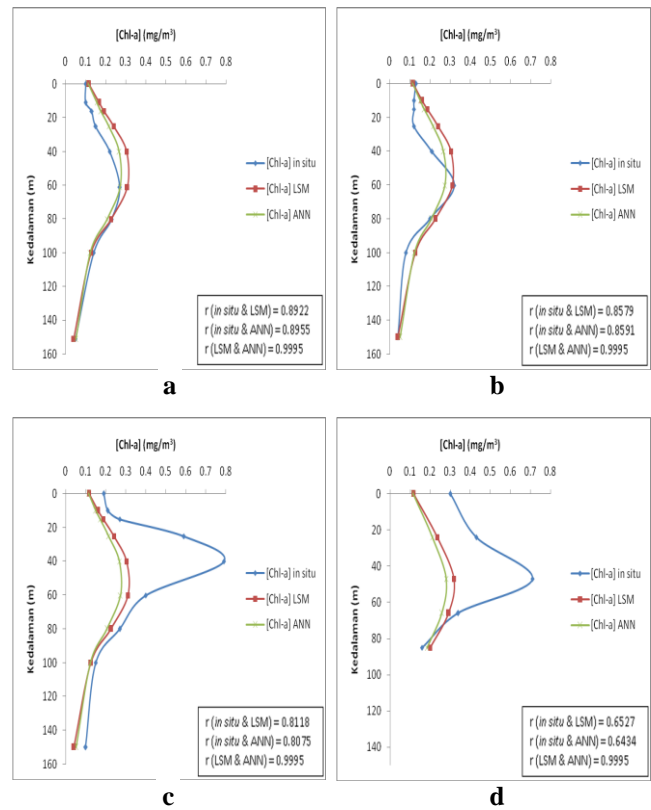 [Chl-a] (mg/m³)
0 0.1 0.2 0.3 0.4 0.5 0.6 0.7 0.8
0
20
40
60
80
100
120
140
160
Kedalaman (m)
[Chl-a] in situ
[Chl-a] LSM
[Chl-a] ANN
r (in situ & LSM) = 0.8922
r (in situ & ANN) = 0.8955
r (LSM & ANN) = 0.9995
a
[Chl-a] (mg/m³)
0 0.1 0.2 0.3 0.4 0.5 0.6 0.7 0.8
0
20
40
60
80
100
120
140
160
Kedalaman (m)
[Chl-a] in situ
[Chl-a] LSM
[Chl-a] ANN
r (in situ & LSM) = 0.8579
r (in situ & ANN) = 0.8591
r (LSM & ANN) = 0.9995
b
[Chl-a] (mg/m³)
0 0.1 0.2 0.3 0.4 0.5 0.6 0.7 0.8
0
20
40
60
80
100
120
140
160
Kedalaman (m)
[Chl-a] in situ
[Chl-a] LSM
[Chl-a] ANN
r (in situ & LSM) = 0.8118
r (in situ & ANN) = 0.8075
r (LSM & ANN) = 0.9995
c
[Chl-a] (mg/m³)
0 0.1 0.2 0.3 0.4 0.5 0.6 0.7 0.8
0
20
40
60
80
100
120
140
Kedalaman (m)
[Chl-a] in situ
[Chl-a] LSM
[Chl-a] ANN
r (in situ & LSM) = 0.6527
r (in situ & ANN) = 0.6434
r (LSM & ANN) = 0.9995
d